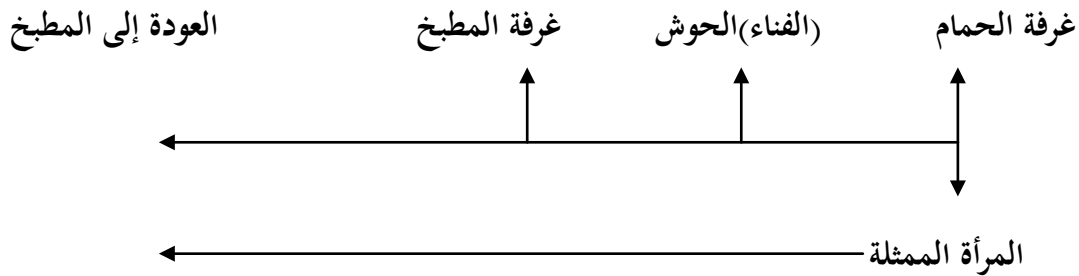 غرفة الحمام (الفناء)الحوش غرفة المطبخ العودة إلى المطبخ
المرأة الممثلة